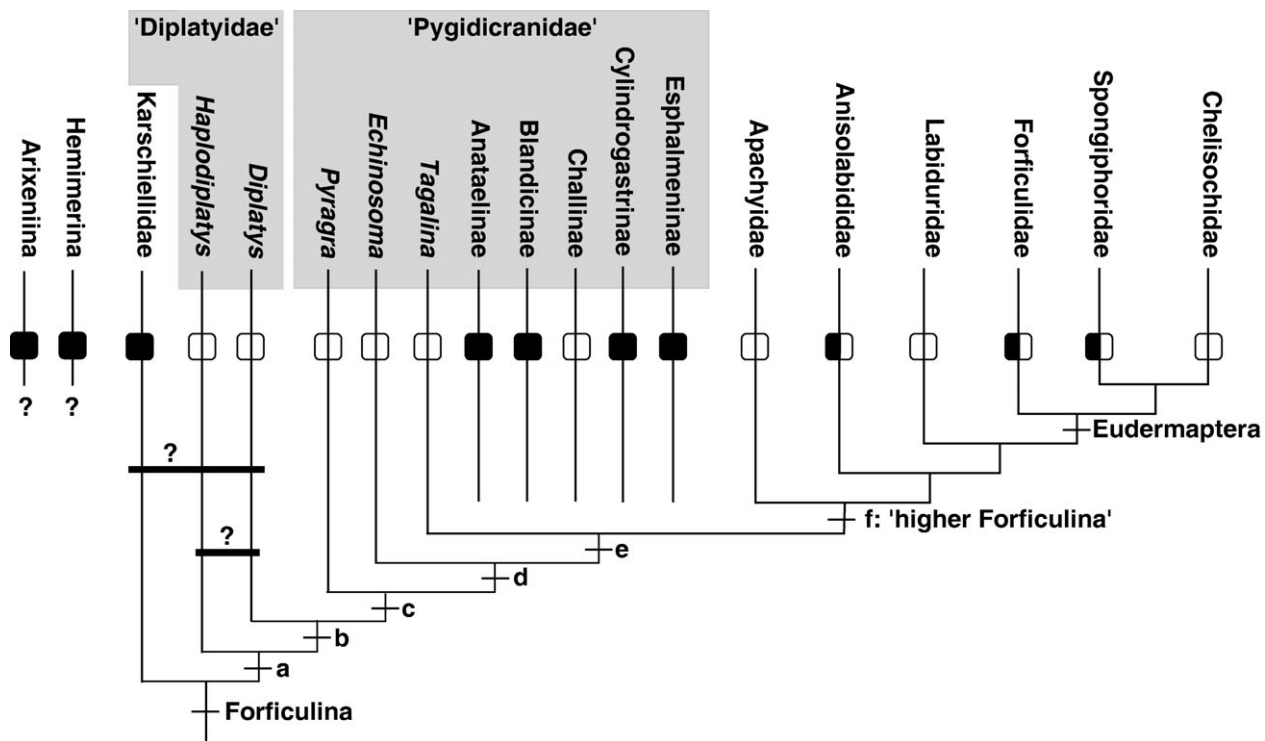 'Diplatyidae'
'Pygidicranidae'
Arixeniina
Hemimerina
Karschiellidae
Haplodiplatys
Diplatys
Pyragra
Echinosoma
Tagalina
Anataelinae
Blandicinae
Challinae
Cylindrogastrinae
Esphalmeninae
Apachyidae
Anisolabididae
Labiduridae
Forficulidae
Spongiphoridae
Chelisochidae
?
?
Eudermaptera
?
f: 'higher Forficulina'
?
e
d
c
b
a
Forficulina